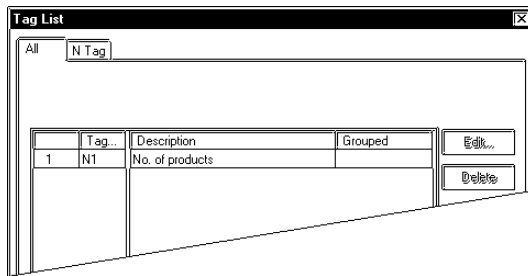 Tag List
All N Tag
Tag... Description Grouped Edit...
1 N1 No. of products
Delete